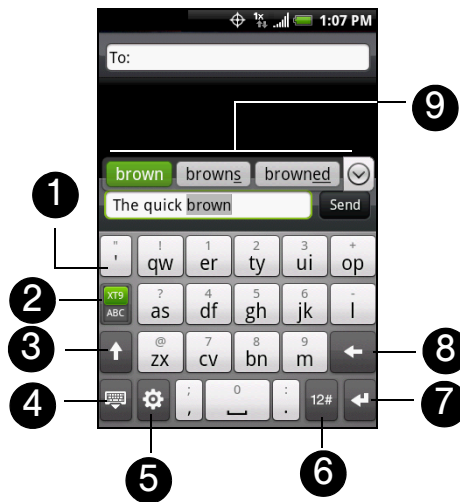 1x 1:07 PM
To:
9
brown browns browned
The quick brown Send
1
" ! 1 2 3 +
' qw er ty ui op
2
XT9 ? 4 5 6 -
ABC as df gh jk l
3
@ 7 8 9
zx cv bn m
8
4
; 0 :
, . 12#
7
5
6